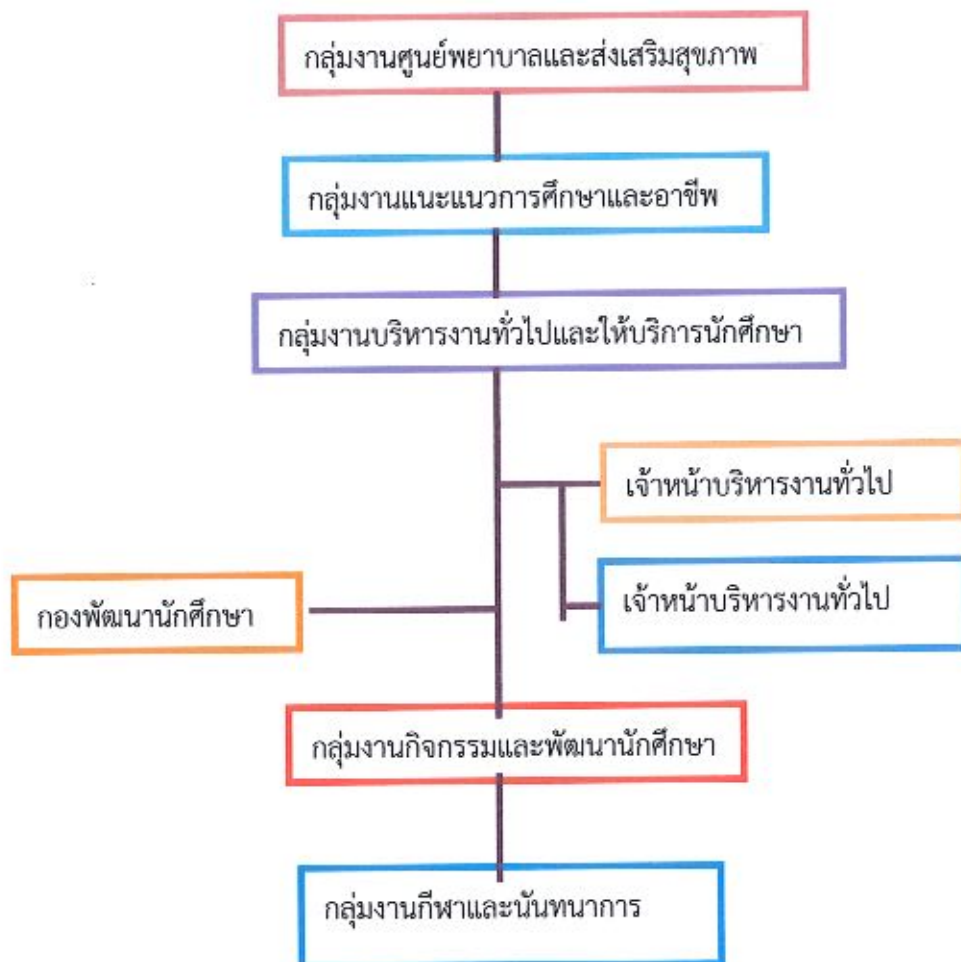 กลุ่มงานศูนย์พยาบาลและส่งเสริมสุขภาพ
กลุ่มงานแนะแนวการศึกษาและอาชีพ
กลุ่มงานบริหารงานทั่วไปและให้บริการนักศึกษา
เจ้าหน้าบริหารงานทั่วไป
กองพัฒนานักศึกษา
เจ้าหน้าบริหารงานทั่วไป
กลุ่มงานกิจกรรมและพัฒนานักศึกษา
กลุ่มงานกีฬาและนันทนาการ